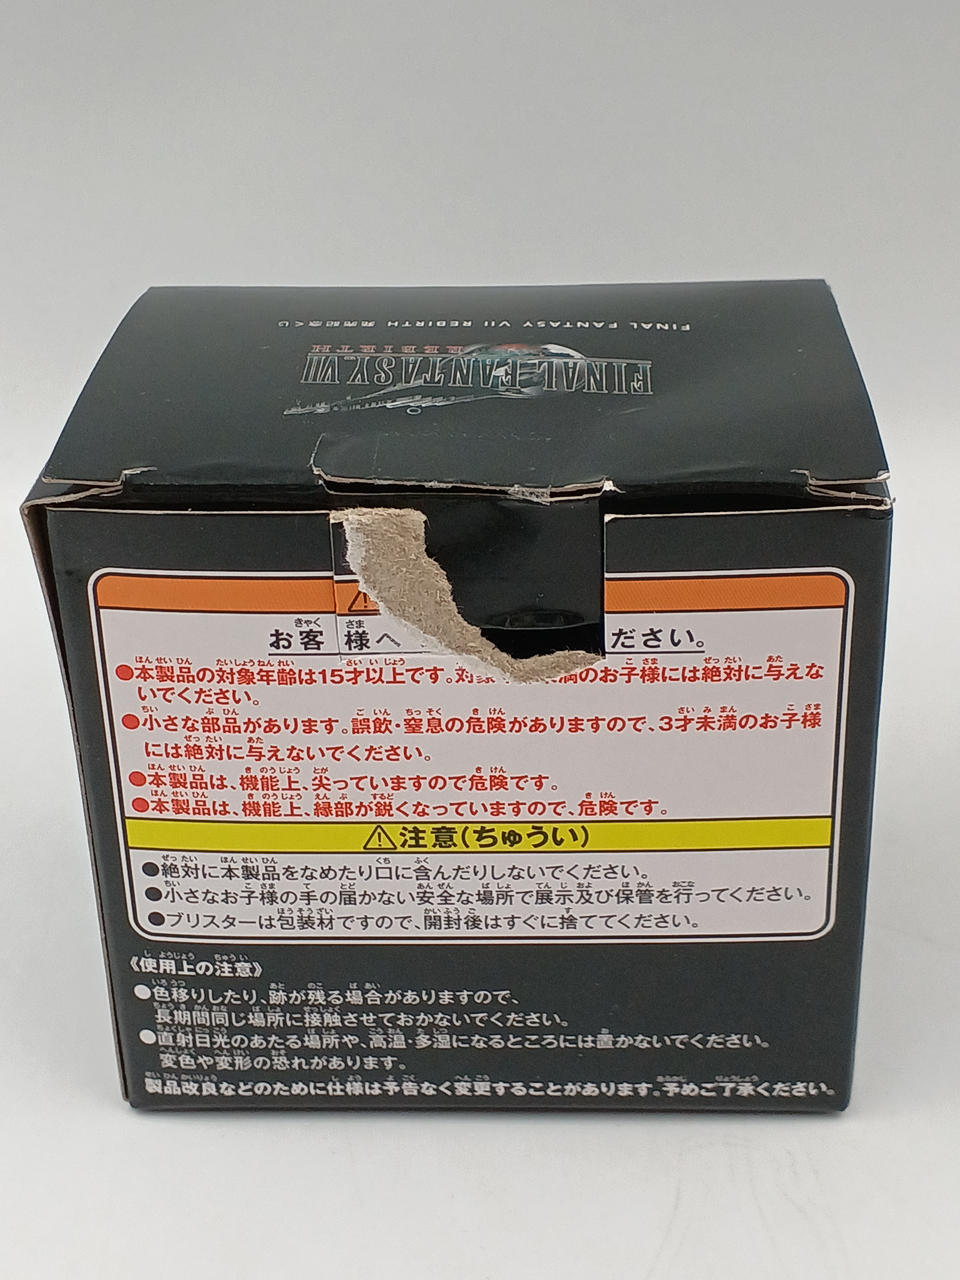 FINAL FANTASY VII REBIRTH 発売記念くじ
FINAL FANTASY VII
REBIRTH
お客様へ ださい。
●本製品の対象年齢は15才以上です。対象 満のお子様には絶対に与えな
いでください。
●小さな部品があります。誤飲・窒息の危険がありますので、3才未満のお子様
には絶対に与えないでください。
●本製品は、機能上、尖っていますので危険です。
●本製品は、機能上、縁部が鋭くなっていますので、危険です。
⚠注意(ちゅうい)
●絶対に本製品をなめたり口に含んだりしないでください。
●小さなお子様の手の届かない安全な場所で展示及び保管を行ってください。
●ブリスターは包装材ですので、開封後はすぐに捨ててください。
《使用上の注意》
●色移りしたり、跡が残る場合がありますので、
長期間同じ場所に接触させておかないでください。
●直射日光のあたる場所や、高温・多湿になるところには置かないでください。
変色や変形の恐れがあります。
製品改良などのために仕様は予告なく変更することがあります。予めご了承ください。